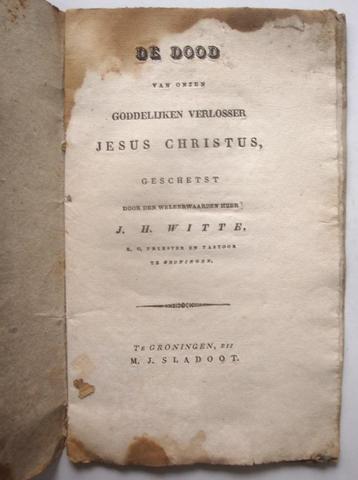 DE DOOD
VAN ONZEN
GODDELIJKEN VERLOSSER
JESUS CHRISTUS,
GESCHETST
DOOR DEN WELEERWAARDEN HEER
J. H. WITTE,
R. C. PRIESTER EN PASTOOR
TE GRONINGEN.
TE GRONINGEN, BIJ
M. J. SLADOOT.